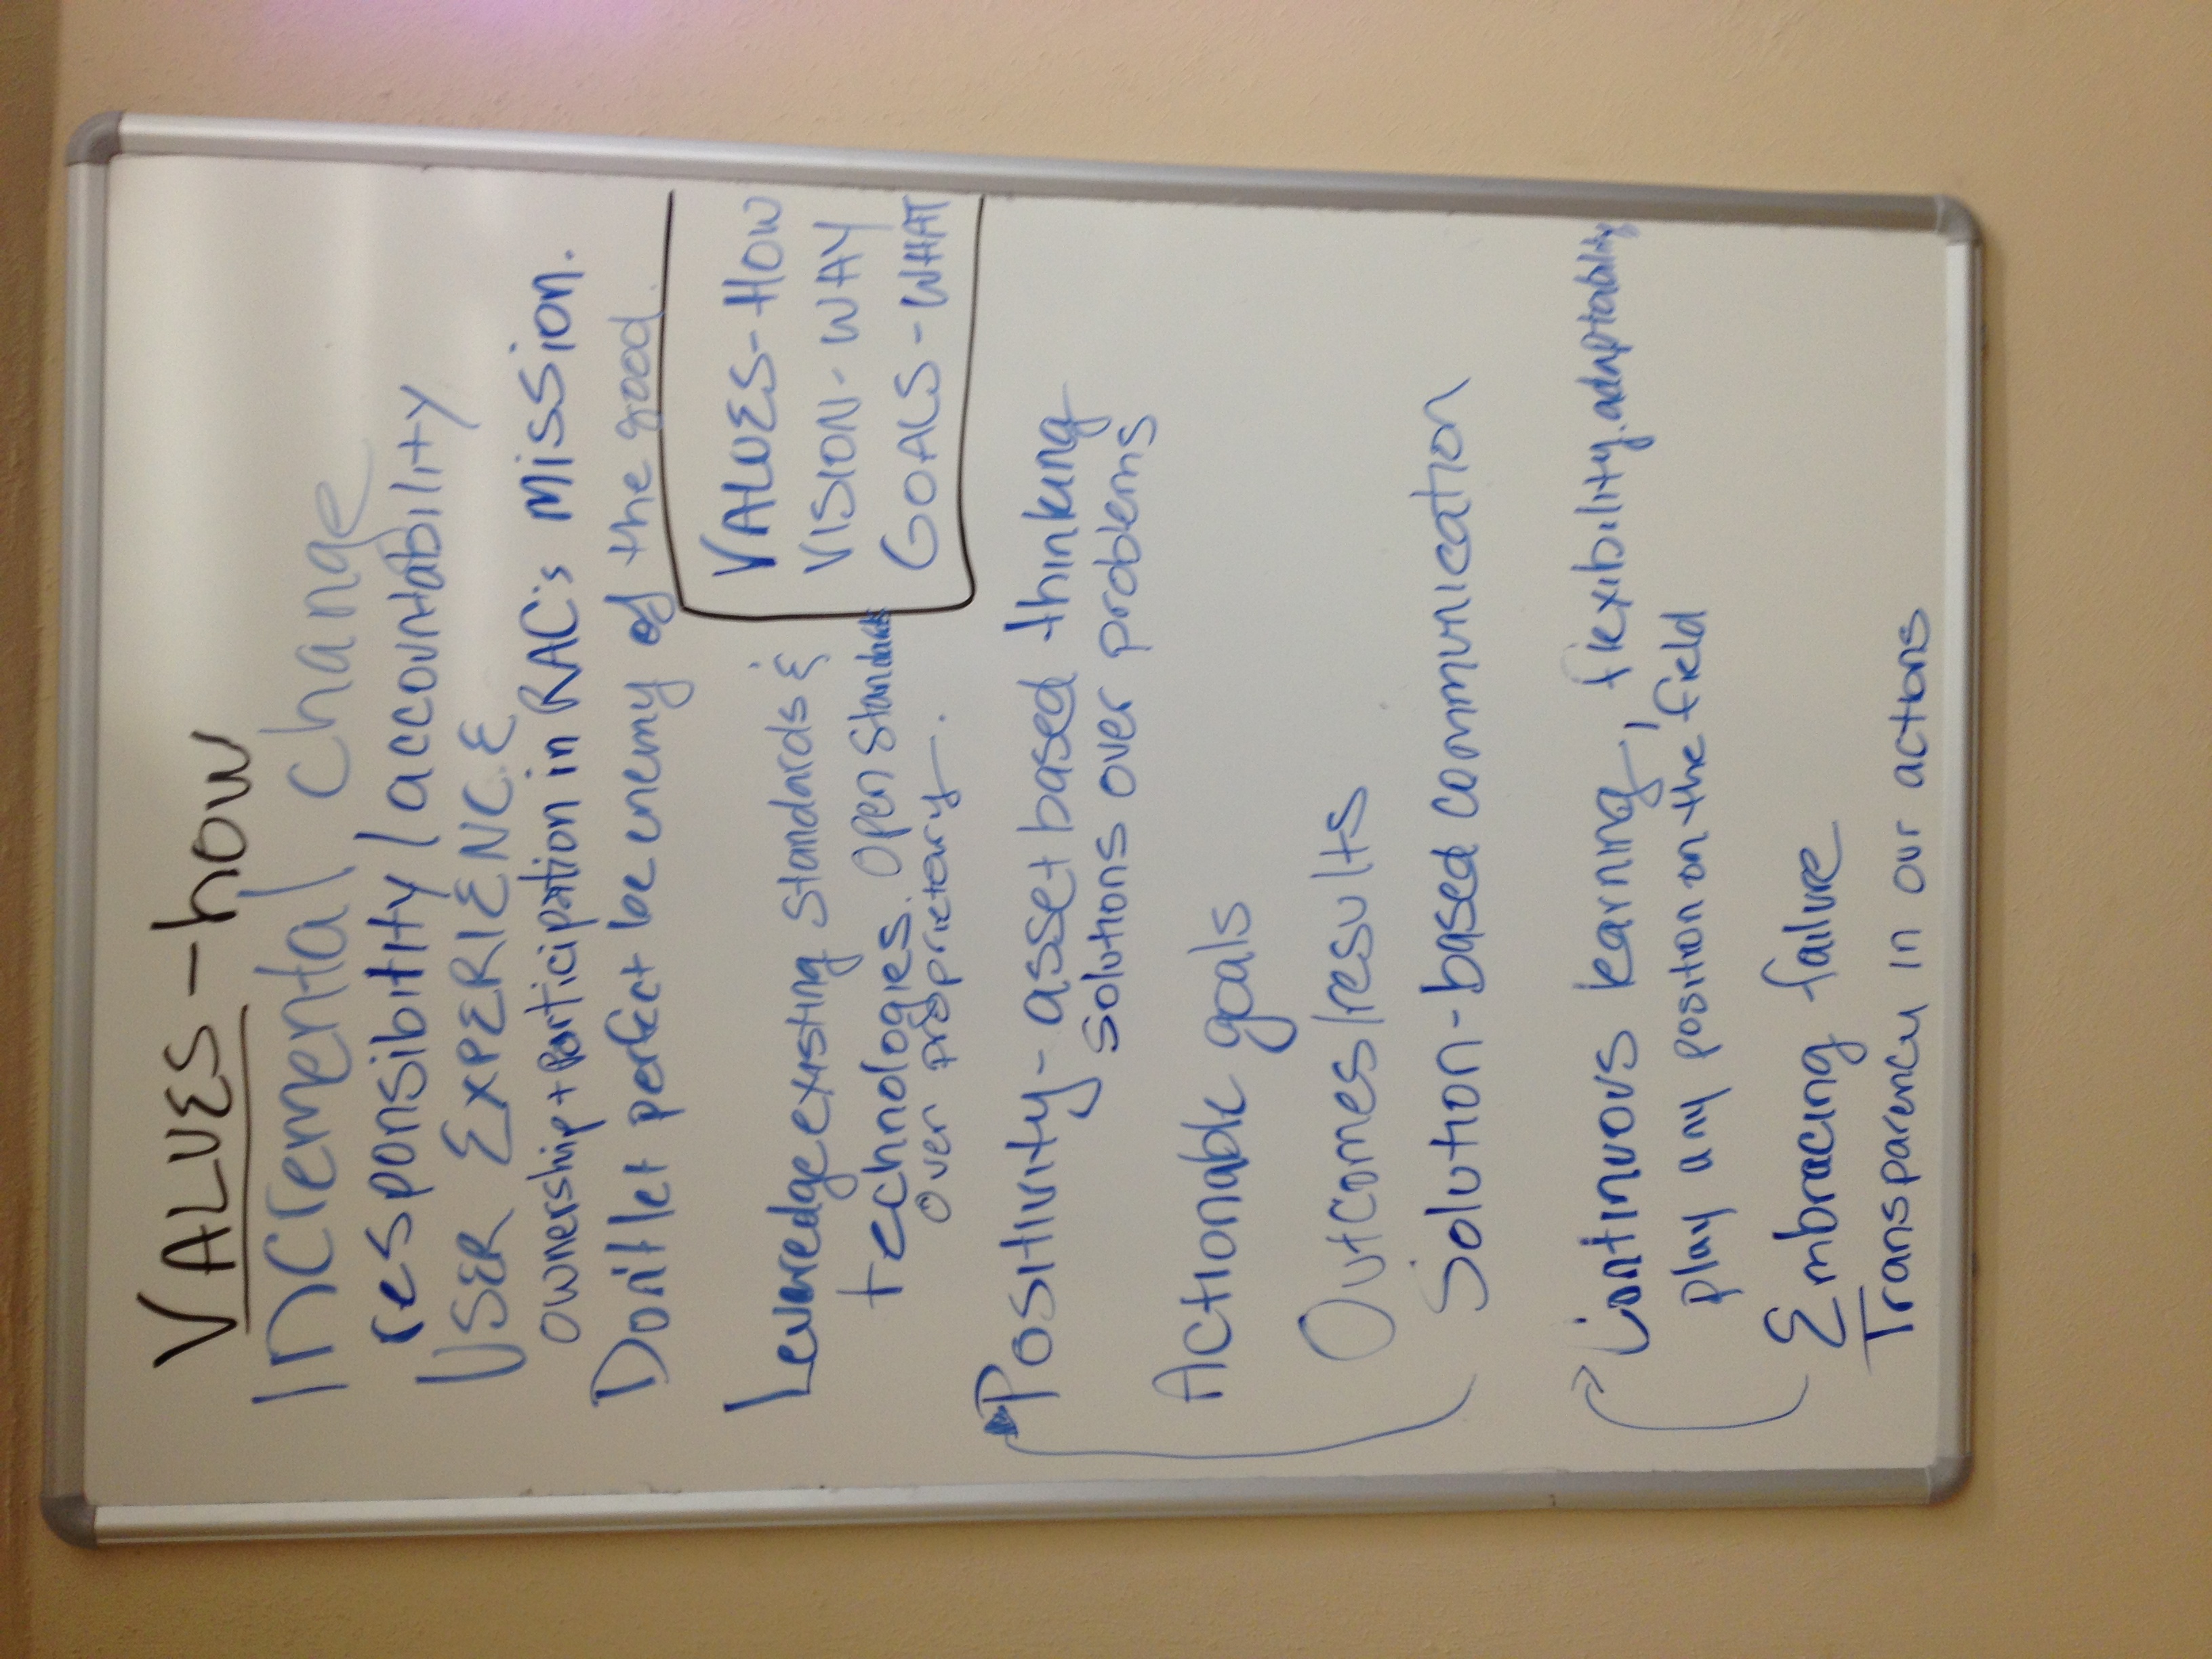 VALUES - how
Incremental change
responsibility / accountability
USER EXPERIENCE
ownership + participation in RAC's mission.
Don't let perfect be enemy of the good.
Leveredge existing standards &
technologies. Open Standards
over proprietary.
VALUES - HOW
VISION - WAY
GOALS - WHAT
Positivity - asset based thinking
solutions over problems
Actionable goals
Outcomes/results
Solution-based communication
Continuous learning, flexibility, adaptability
play any position on the field
Embracing failure
Transparency in our actions